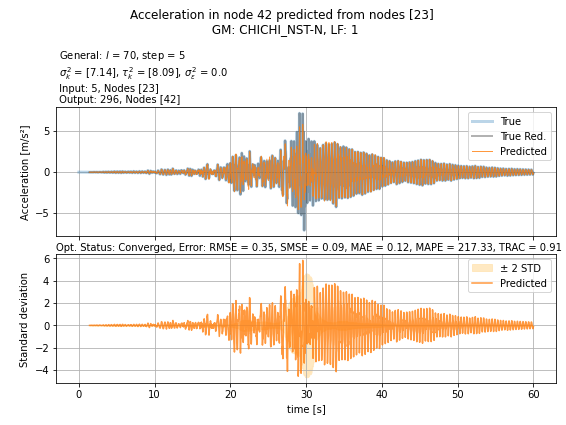 Acceleration in node 42 predicted from nodes [23]
GM: CHICHI_NST-N, LF: 1
General: l = 70, step = 5
σ²ₖ = [7.14], τ²ₖ = [8.09], σ²ε = 0.0
Input: 5, Nodes [23]
Output: 296, Nodes [42]
True
True Red.
Predicted
Acceleration [m/s²]
5
0
−5
Opt. Status: Converged, Error: RMSE = 0.35, SMSE = 0.09, MAE = 0.12, MAPE = 217.33, TRAC = 0.91
± 2 STD
Predicted
Standard deviation
6
4
2
0
−2
−4
0 10 20 30 40 50 60
time [s]